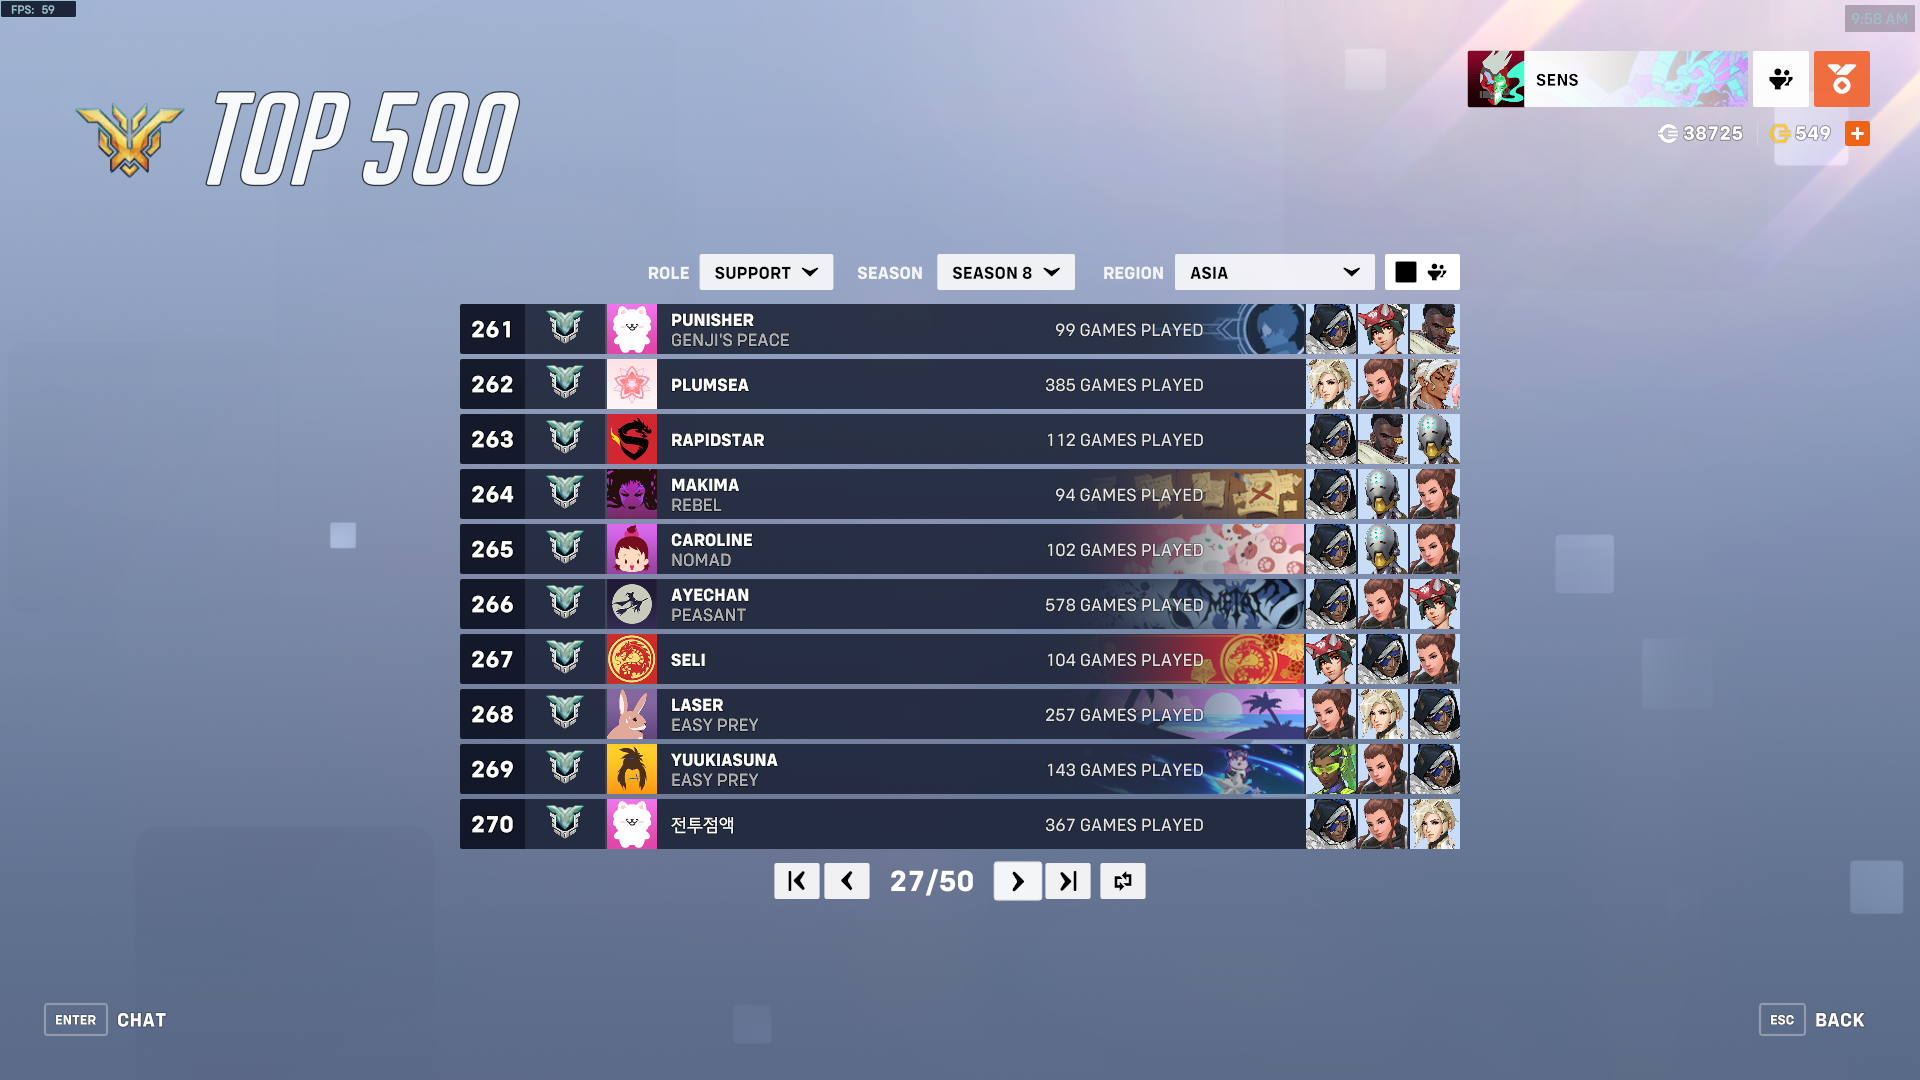 FPS: 59
9:58 AM
TOP 500
SENS
38725
549
ROLE SUPPORT SEASON SEASON 8 REGION ASIA
261 PUNISHER 99 GAMES PLAYED
GENJI'S PEACE
262 PLUMSEA 385 GAMES PLAYED
263 RAPIDSTAR 112 GAMES PLAYED
264 MAKIMA 94 GAMES PLAYED
REBEL
265 CAROLINE 102 GAMES PLAYED
NOMAD
266 AYECHAN 578 GAMES PLAYED
PEASANT
METAL
267 SELI 104 GAMES PLAYED
268 LASER 257 GAMES PLAYED
EASY PREY
269 YUUKIASUNA 143 GAMES PLAYED
EASY PREY
270 전투점액 367 GAMES PLAYED
27/50
ENTER CHAT
ESC BACK